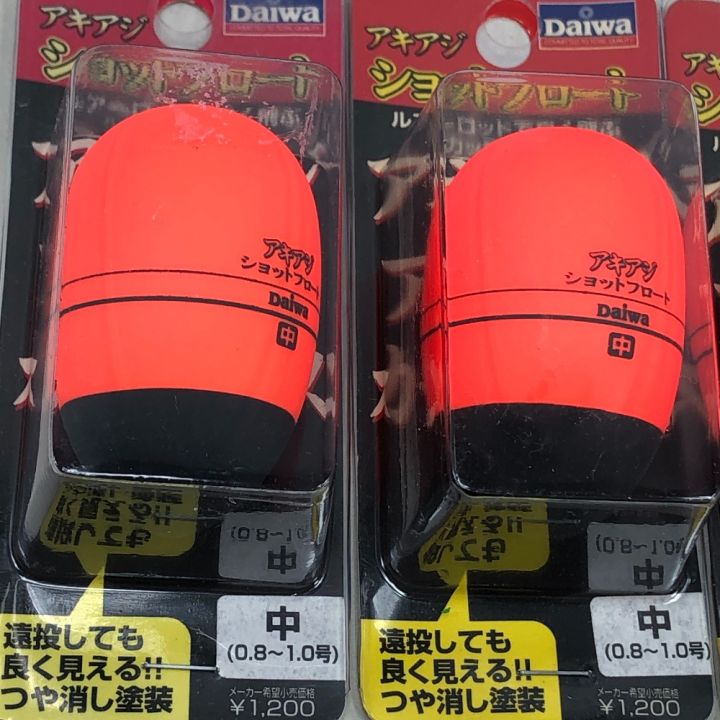 アキアジ
ショットフロート
Daiwa
アキアジ
ショットフロート
Daiwa
中
遠投しても
良く見える!!
つや消し塗装
中
(0.8～1.0号)
メーカー希望小売価格
¥1,200
アキアジ
ショットフロート
Daiwa
アキアジ
ショットフロート
Daiwa
中
遠投しても
良く見える!!
つや消し塗装
中
(0.8～1.0号)
メーカー希望小売価格
¥1,200